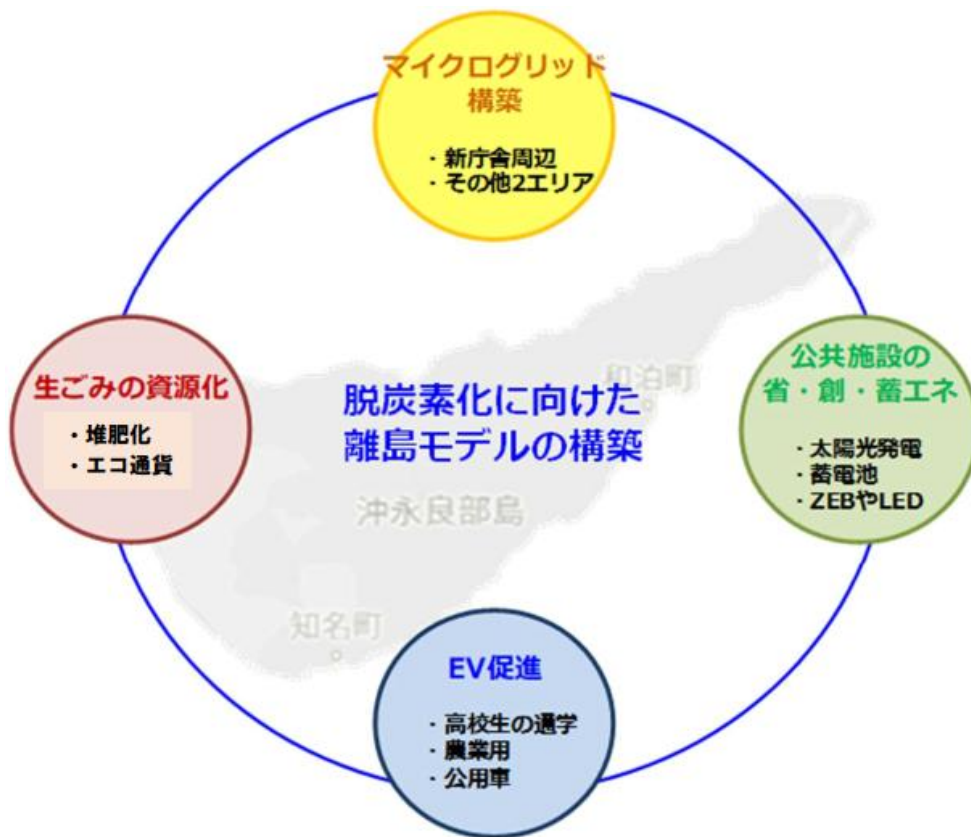 マイクログリッド
構築
・新庁舎周辺
・その他2エリア
生ごみの資源化
・堆肥化
・エコ通貨
脱炭素化に向けた
離島モデルの構築
公共施設の
省・創・蓄エネ
・太陽光発電
・蓄電池
・ZEBやLED
和泊町
沖永良部島
知名町
EV促進
・高校生の通学
・農業用
・公用車